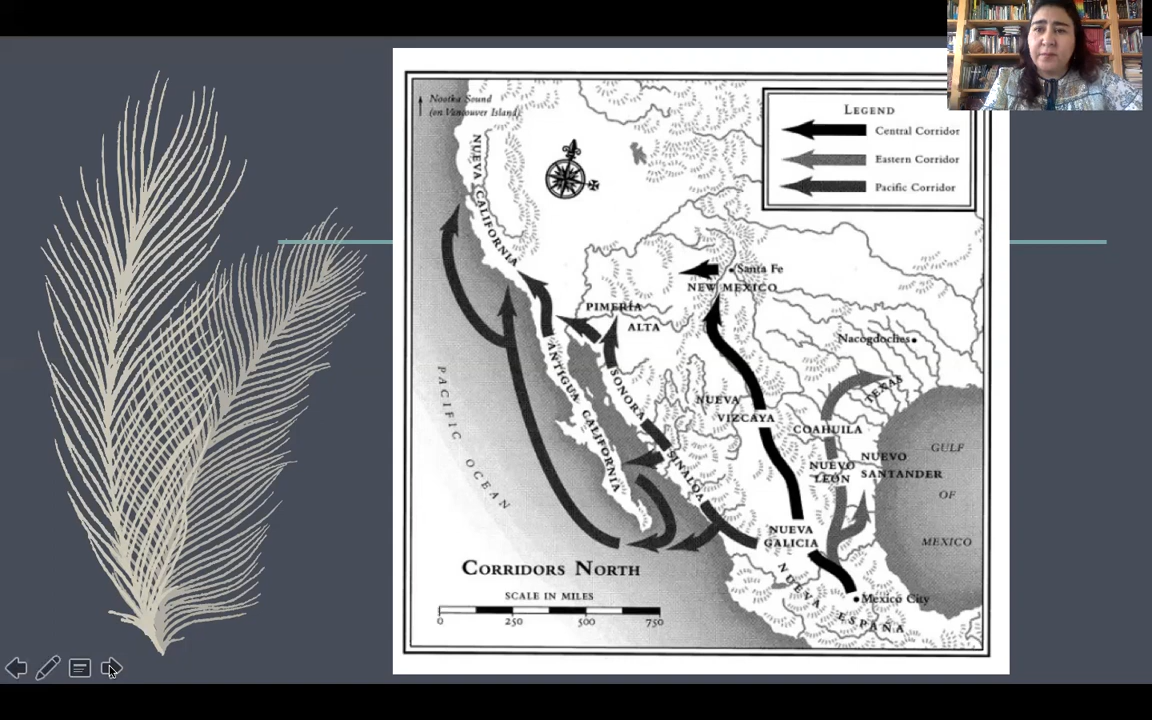 Nootka Sound
(on Vancouver Island)
LEGEND
Central Corridor
Eastern Corridor
Pacific Corridor
NUEVA CALIFORNIA
Santa Fe
NEW MEXICO
PIMERÍA
ALTA
Nacogdoches
TEXAS
PACIFIC OCEAN
ANTIGUA CALIFORNIA
SONORA
NUEVA
VIZCAYA
COAHUILA
GULF
OF
MEXICO
NUEVO
LEÓN
NUEVO
SANTANDER
SINALOA
NUEVA
GALICIA
CORRIDORS NORTH
SCALE IN MILES
0 250 500 750
NUEVA ESPAÑA
Mexico City